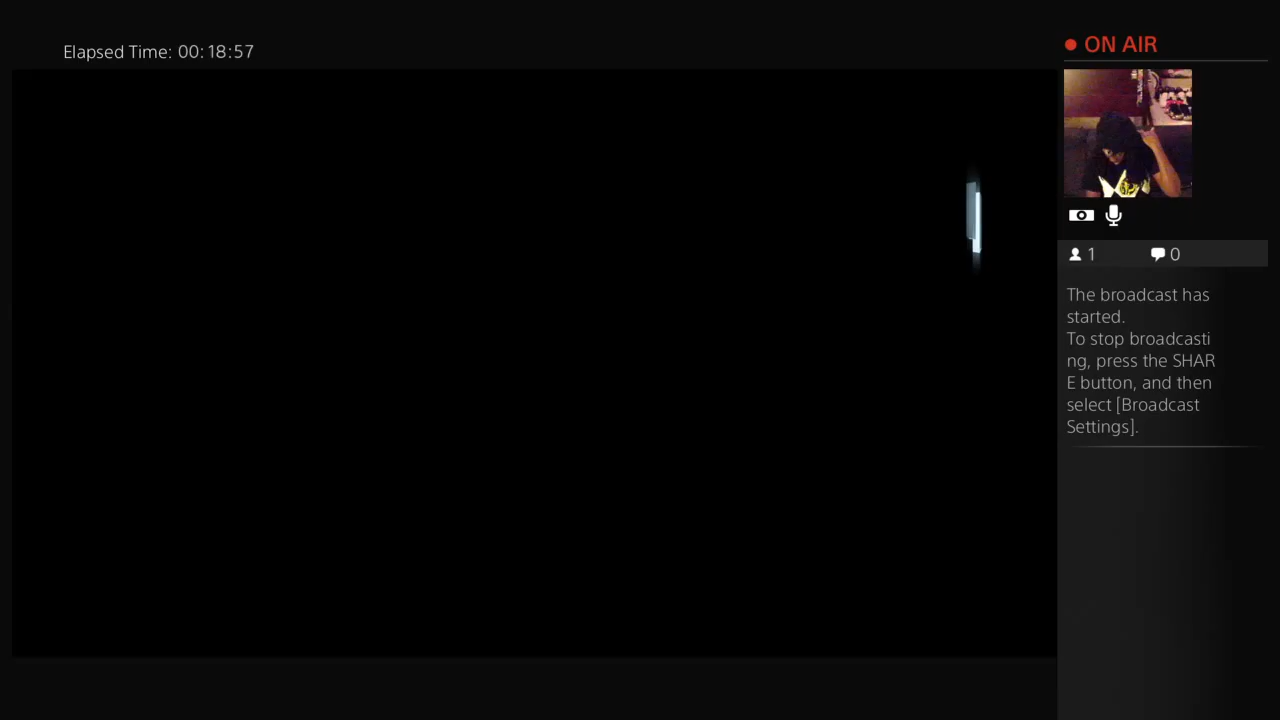 Elapsed Time: 00:18:57
ON AIR
1
0
The broadcast has
started.
To stop broadcasti
ng, press the SHAR
E button, and then
select [Broadcast
Settings].